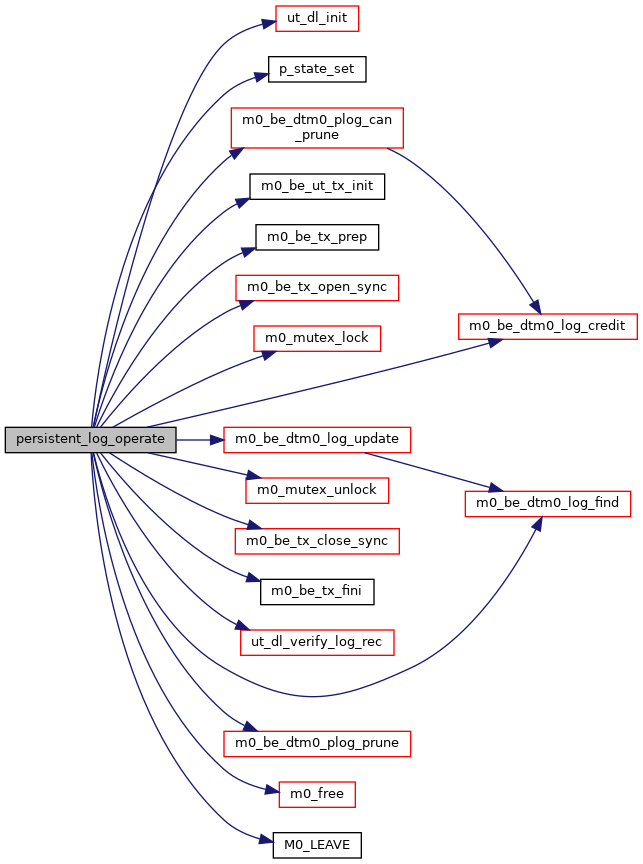 ut_dl_init
p_state_set
m0_be_dtm0_plog_can
_prune
m0_be_ut_tx_init
m0_be_tx_prep
m0_be_tx_open_sync
m0_be_dtm0_log_credit
m0_mutex_lock
persistent_log_operate
m0_be_dtm0_log_update
m0_mutex_unlock
m0_be_dtm0_log_find
m0_be_tx_close_sync
m0_be_tx_fini
ut_dl_verify_log_rec
m0_be_dtm0_plog_prune
m0_free
M0_LEAVE